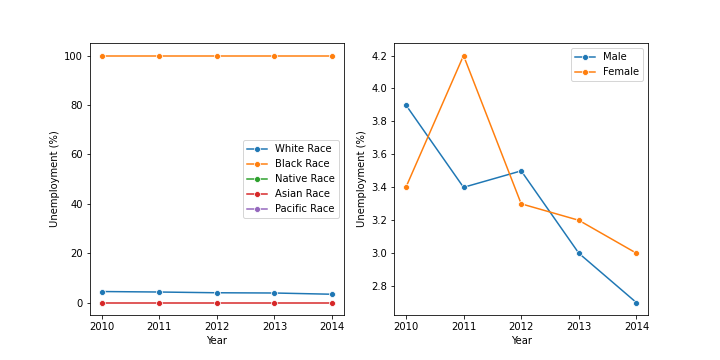 100
80
60
40
20
0
Unemployment (%)
2010 2011 2012 2013 2014
Year
White Race
Black Race
Native Race
Asian Race
Pacific Race
4.2
4.0
3.8
3.6
3.4
3.2
3.0
2.8
Unemployment (%)
2010 2011 2012 2013 2014
Year
Male
Female